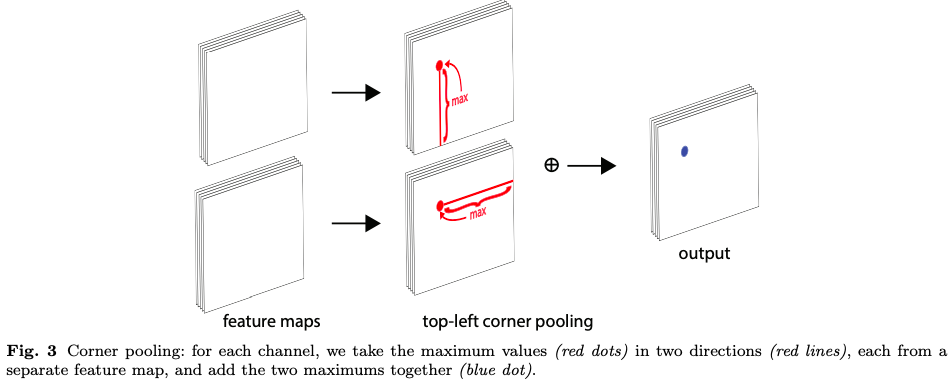 max
max
⊕
output
feature maps
top-left corner pooling
Fig. 3 Corner pooling: for each channel, we take the maximum values (red dots) in two directions (red lines), each from a
separate feature map, and add the two maximums together (blue dot).